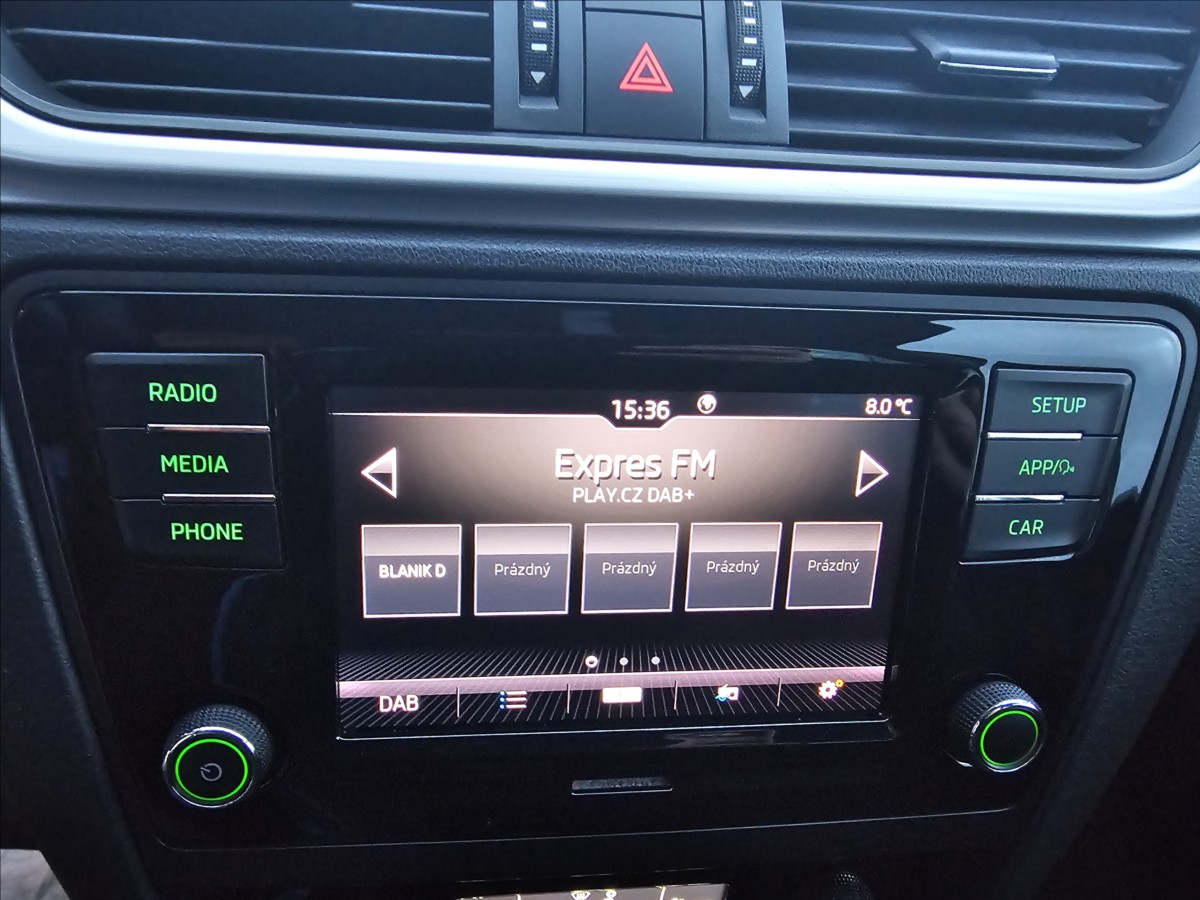 RADIO
MEDIA
PHONE
15:36
8.0 °C
Expres FM
PLAY.CZ DAB+
BLANIK D
Prázdný
Prázdný
Prázdný
Prázdný
DAB
SETUP
APP/
CAR